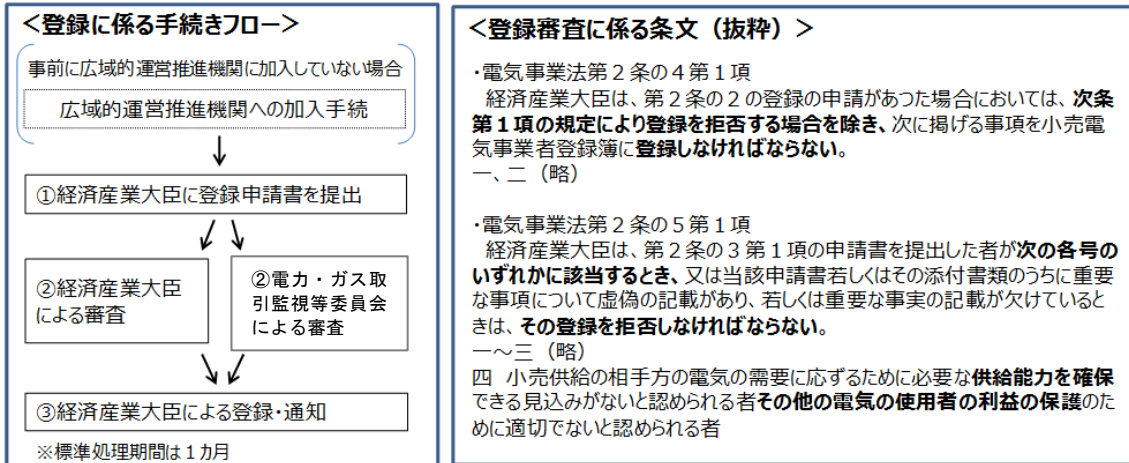 ＜登録に係る手続きフロー＞
事前に広域的運営推進機関に加入していない場合
広域的運営推進機関への加入手続
①経済産業大臣に登録申請書を提出
②経済産業大臣
による審査
②電力・ガス取
引監視等委員会
による審査
③経済産業大臣による登録・通知
※標準処理期間は１カ月
＜登録審査に係る条文（抜粋）＞
・電気事業法第２条の４第１項
経済産業大臣は、第２条の２の登録の申請があつた場合においては、次条
第１項の規定により登録を拒否する場合を除き、次に掲げる事項を小売電
気事業者登録簿に登録しなければならない。
一、二（略）
・電気事業法第２条の５第１項
経済産業大臣は、第２条の３第１項の申請書を提出した者が次の各号の
いずれかに該当するとき、又は当該申請書若しくはその添付書類のうちに重要
な事項について虚偽の記載があり、若しくは重要な事実の記載が欠けていると
きは、その登録を拒否しなければならない。
一～三（略）
四 小売供給の相手方の電気の需要に応ずるために必要な供給能力を確保
できる見込みがないと認められる者その他の電気の使用者の利益の保護のた
めに適切でないと認められる者